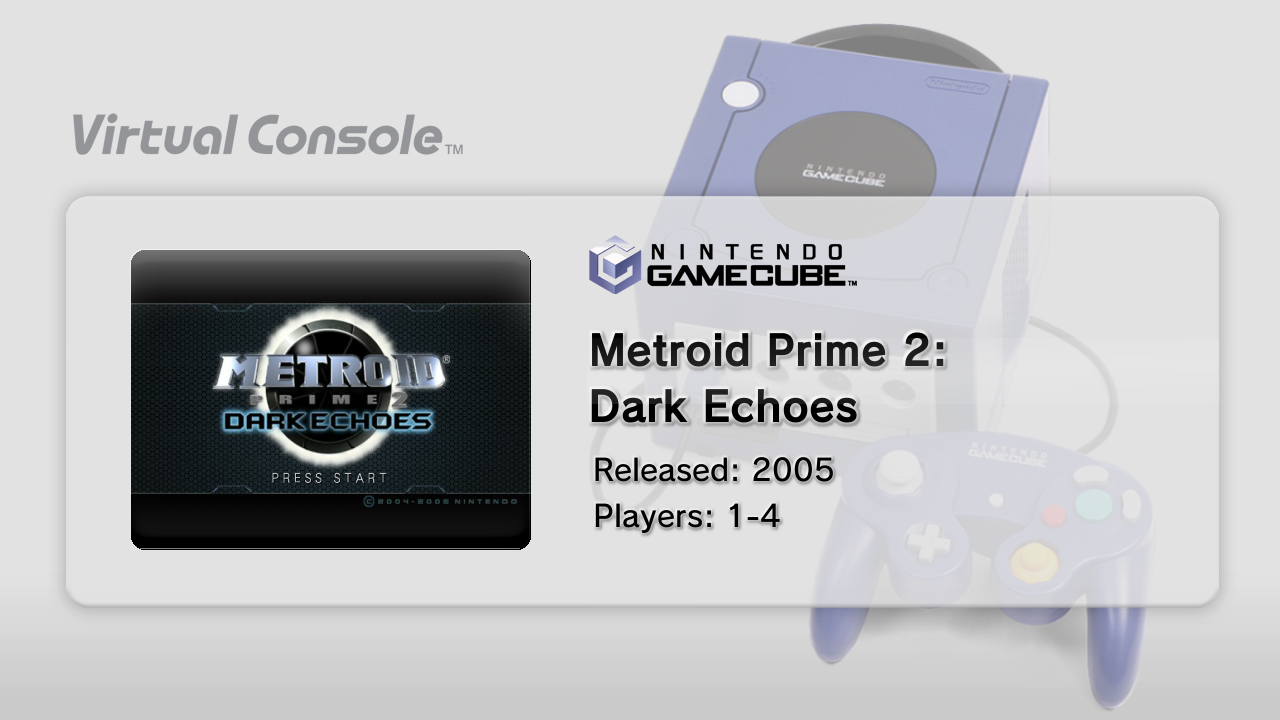 Nintendo
Virtual Console™
NINTENDO
GAMECUBE
NINTENDO
GAMECUBE™
METROID®
PRIME 2
DARK ECHOES
PRESS START
©2004-2005 NINTENDO
Metroid Prime 2:
Dark Echoes
Released: 2005
Players: 1-4
NINTENDO
GAMECUBE